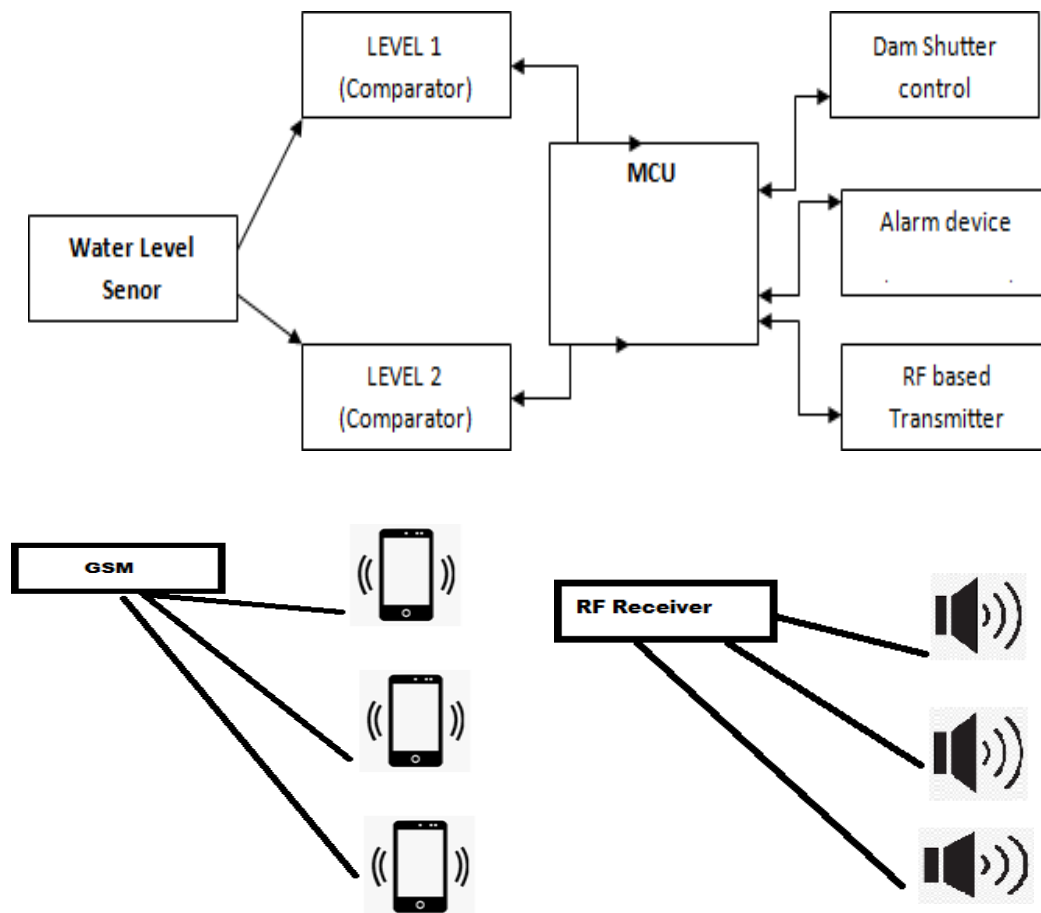 LEVEL 1
(Comparator)
Dam Shutter
control
MCU
Water Level
Senor
Alarm device
LEVEL 2
(Comparator)
RF based
Transmitter
GSM
RF Receiver